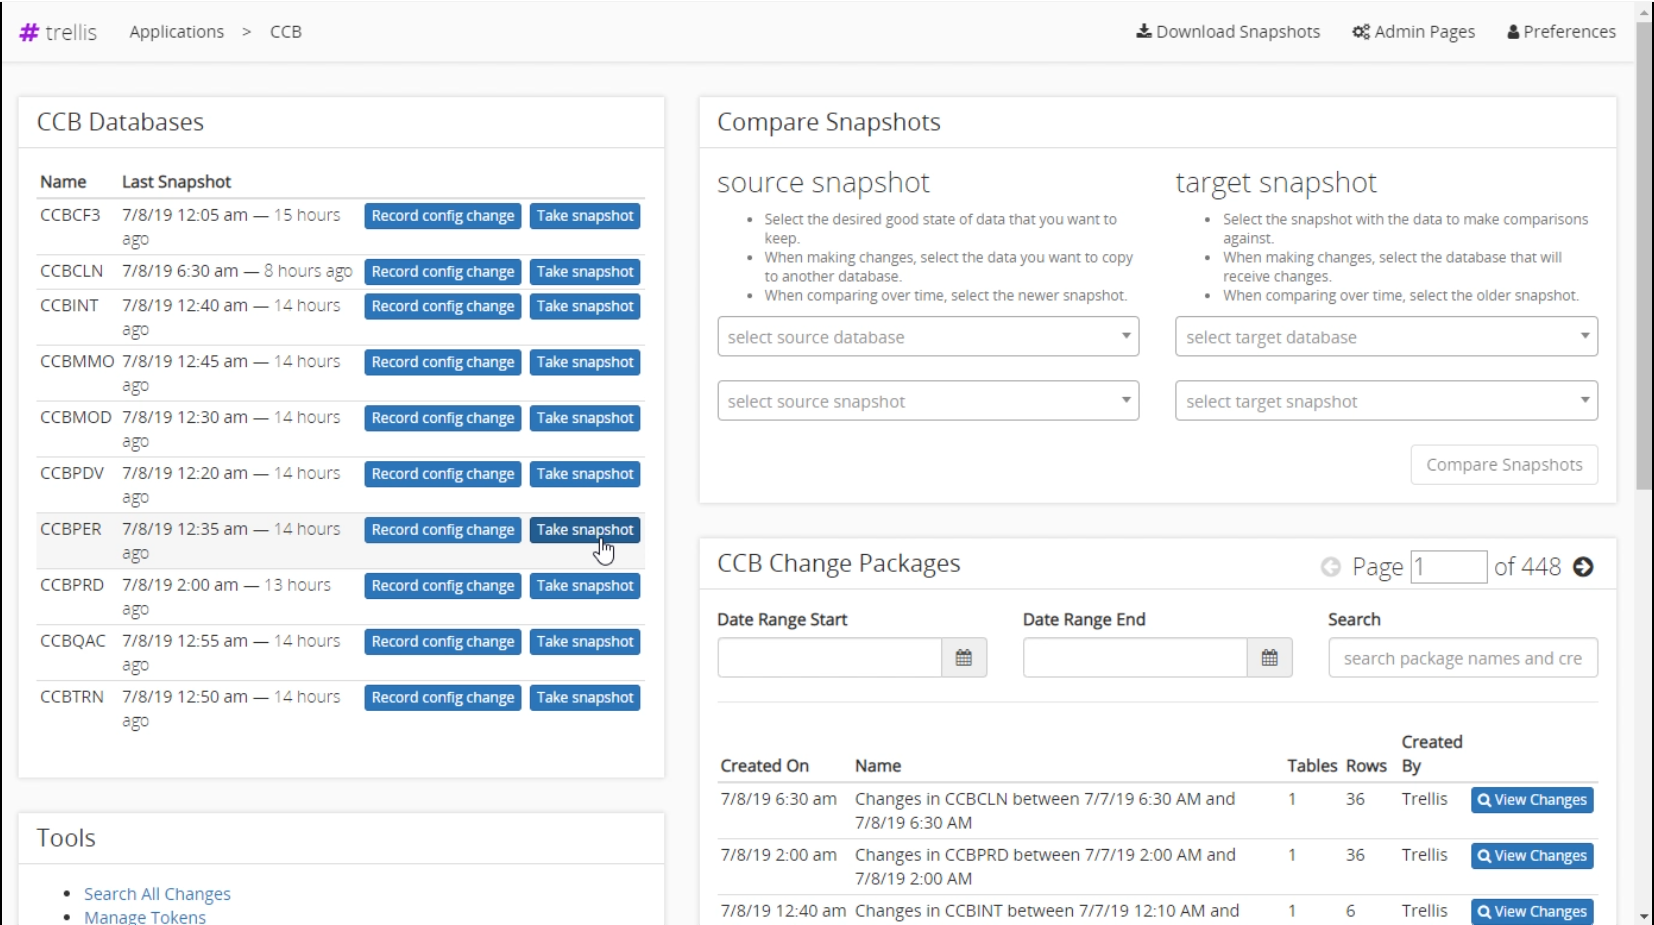 # trellis Applications > CCB Download Snapshots Admin Pages Preferences
CCB Databases
Name Last Snapshot
CCBCF3 7/8/19 12:05 am — 15 hours Record config change Take snapshot
ago
CCBCLN 7/8/19 6:30 am — 8 hours ago Record config change Take snapshot
CCBINT 7/8/19 12:40 am — 14 hours Record config change Take snapshot
ago
CCBMMO 7/8/19 12:45 am — 14 hours Record config change Take snapshot
ago
CCBMOD 7/8/19 12:30 am — 14 hours Record config change Take snapshot
ago
CCBPDV 7/8/19 12:20 am — 14 hours Record config change Take snapshot
ago
CCBPER 7/8/19 12:35 am — 14 hours Record config change Take snapshot
ago
CCBPRD 7/8/19 2:00 am — 13 hours Record config change Take snapshot
ago
CCBQAC 7/8/19 12:55 am — 14 hours Record config change Take snapshot
ago
CCBTRN 7/8/19 12:50 am — 14 hours Record config change Take snapshot
ago
Tools
• Search All Changes
• Manage Tokens
Compare Snapshots
source snapshot
• Select the desired good state of data that you want to
keep.
• When making changes, select the data you want to copy
to another database.
• When comparing over time, select the newer snapshot.
select source database
select source snapshot
target snapshot
• Select the snapshot with the data to make comparisons
against.
• When making changes, select the database that will
receive changes.
• When comparing over time, select the older snapshot.
select target database
select target snapshot
Compare Snapshots
CCB Change Packages Page 1 of 448
Date Range Start Date Range End Search
search package names and cre
Created
Created On Name Tables Rows By
7/8/19 6:30 am Changes in CCBCLN between 7/7/19 6:30 AM and 1 36 Trellis View Changes
7/8/19 6:30 AM
7/8/19 2:00 am Changes in CCBPRD between 7/7/19 2:00 AM and 1 36 Trellis View Changes
7/8/19 2:00 AM
7/8/19 12:40 am Changes in CCBINT between 7/7/19 12:10 AM and 1 6 Trellis View Changes